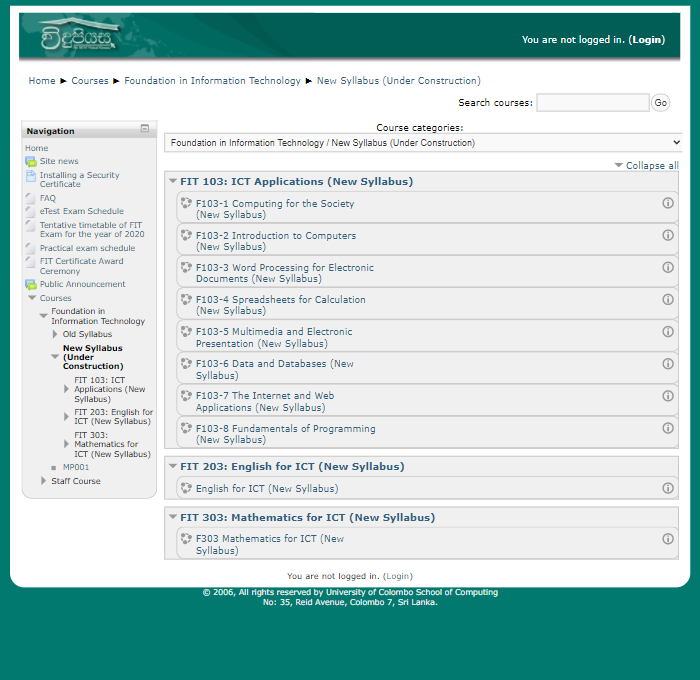 විදුපියස
You are not logged in. (Login)
Home ► Courses ► Foundation in Information Technology ► New Syllabus (Under Construction)
Search courses:
Go
Navigation
Home
Site news
Installing a Security
Certificate
FAQ
eTest Exam Schedule
Tentative timetable of FIT
Exam for the year of 2020
Practical exam schedule
FIT Certificate Award
Ceremony
Public Announcement
Courses
Foundation in
Information Technology
Old Syllabus
New Syllabus
(Under
Construction)
FIT 103: ICT
Applications (New
Syllabus)
FIT 203: English for
ICT (New Syllabus)
FIT 303:
Mathematics for
ICT (New Syllabus)
MP001
Staff Course
Course categories:
Foundation in Information Technology / New Syllabus (Under Construction)
Collapse all
FIT 103: ICT Applications (New Syllabus)
F103-1 Computing for the Society
(New Syllabus)
F103-2 Introduction to Computers
(New Syllabus)
F103-3 Word Processing for Electronic
Documents (New Syllabus)
F103-4 Spreadsheets for Calculation
(New Syllabus)
F103-5 Multimedia and Electronic
Presentation (New Syllabus)
F103-6 Data and Databases (New
Syllabus)
F103-7 The Internet and Web
Applications (New Syllabus)
F103-8 Fundamentals of Programming
(New Syllabus)
FIT 203: English for ICT (New Syllabus)
English for ICT (New Syllabus)
FIT 303: Mathematics for ICT (New Syllabus)
F303 Mathematics for ICT (New
Syllabus)
You are not logged in. (Login)
© 2006, All rights reserved by University of Colombo School of Computing
No: 35, Reid Avenue, Colombo 7, Sri Lanka.